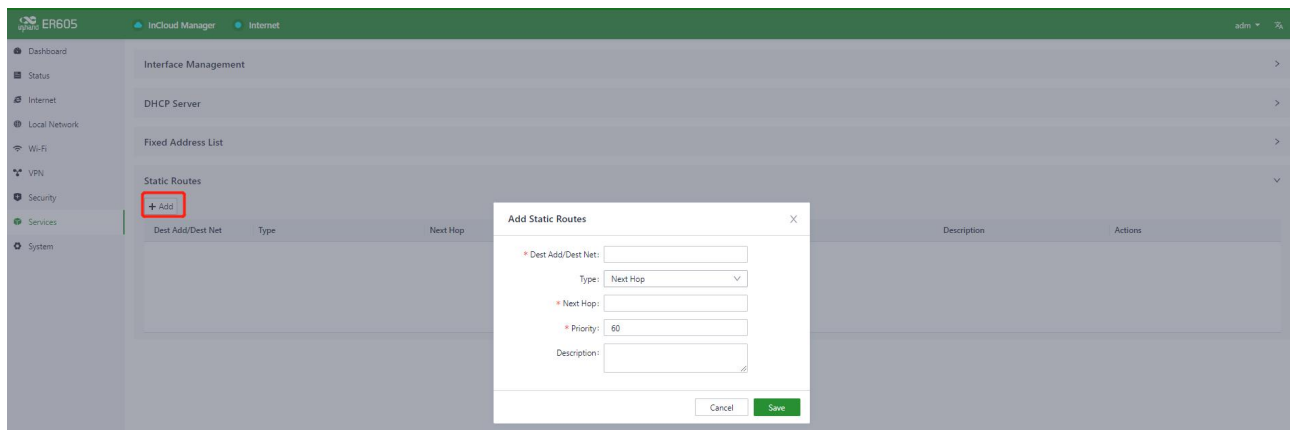 inhand ER605
InCloud Manager
Internet
adm
Dashboard
Status
Internet
Local Network
Wi-Fi
VPN
Security
Services
System
Interface Management
DHCP Server
Fixed Address List
Static Routes
+ Add
Dest Add/Dest Net Type Next Hop Description Actions
Add Static Routes X
* Dest Add/Dest Net:
Type: Next Hop
* Next Hop:
* Priority: 60
Description:
Cancel Save